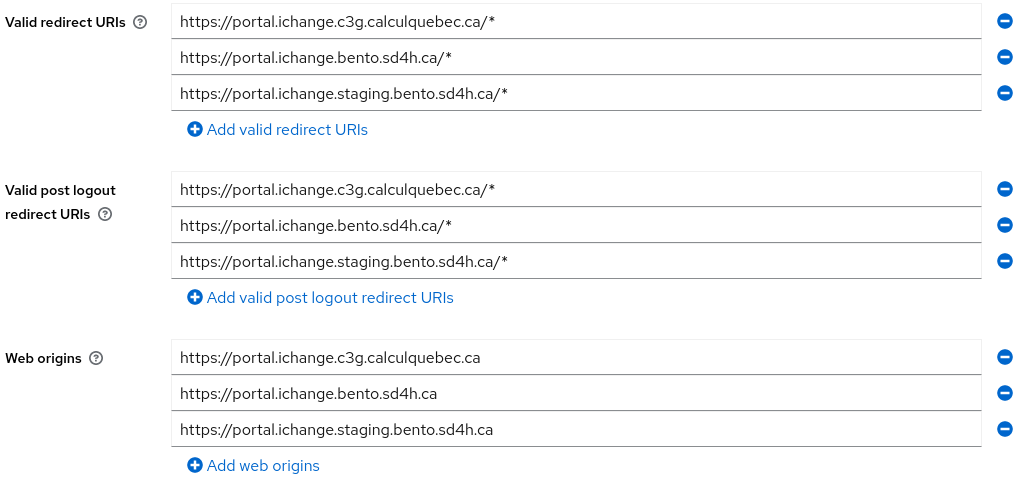 Valid redirect URIs
https://portal.ichange.c3g.calculquebec.ca/*
https://portal.ichange.bento.sd4h.ca/*
https://portal.ichange.staging.bento.sd4h.ca/*
Add valid redirect URIs
Valid post logout
redirect URIs
https://portal.ichange.c3g.calculquebec.ca/*
https://portal.ichange.bento.sd4h.ca/*
https://portal.ichange.staging.bento.sd4h.ca/*
Add valid post logout redirect URIs
Web origins
https://portal.ichange.c3g.calculquebec.ca
https://portal.ichange.bento.sd4h.ca
https://portal.ichange.staging.bento.sd4h.ca
Add web origins